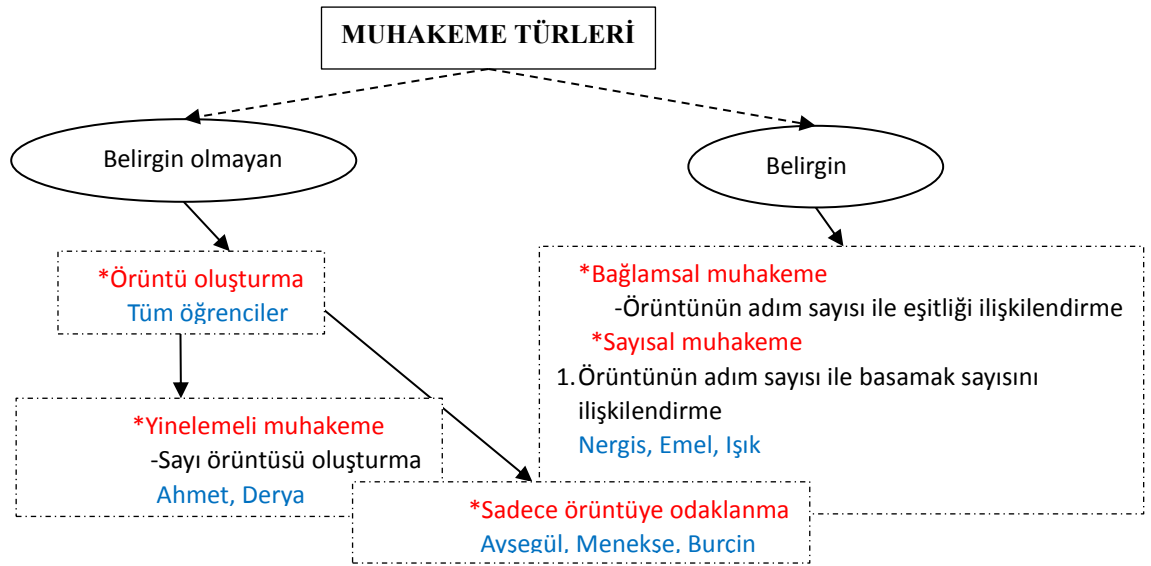 MUHAKEME TÜRLERİ
Belirgin olmayan
Belirgin
*Örüntü oluşturma
Tüm öğrenciler
*Bağlamsal muhakeme
-Örüntünün adım sayısı ile eşitliği ilişkilendirme
*Sayısal muhakeme
1.Örüntünün adım sayısı ile basamak sayısını
ilişkilendirme
Nergis, Emel, Işık
*Yinelemeli muhakeme
-Sayı örüntüsü oluşturma
Ahmet, Derya
*Sadece örüntüye odaklanma
Ayşegül, Menekşe, Burçin